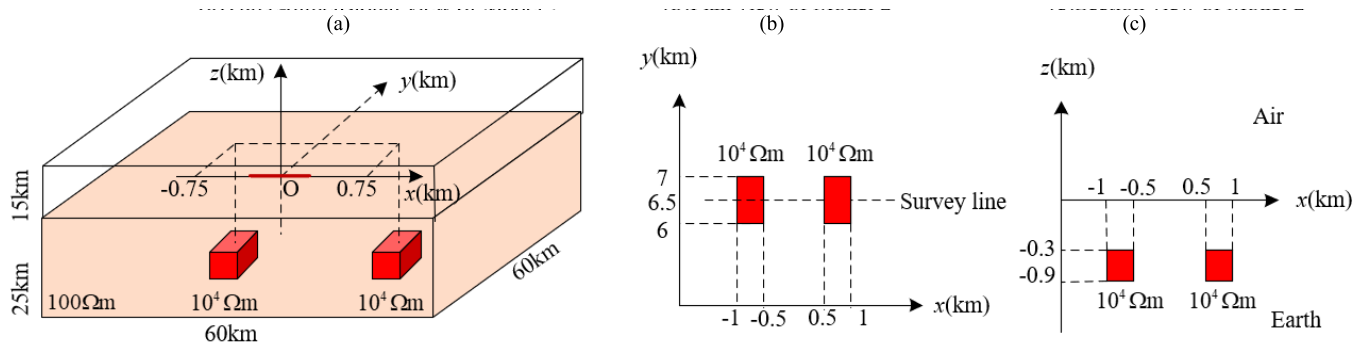 (a)
z(km)
y(km)
-0.75
O
0.75
x(km)
15km
25km
100Ωm
10⁴ Ωm
10⁴ Ωm
60km
60km
(b)
y(km)
10⁴ Ωm
10⁴ Ωm
7
6.5
6
Survey line
x(km)
-1
-0.5
0.5
1
(c)
z(km)
Air
-1
-0.5
0.5
1
x(km)
-0.3
-0.9
10⁴ Ωm
10⁴ Ωm
Earth